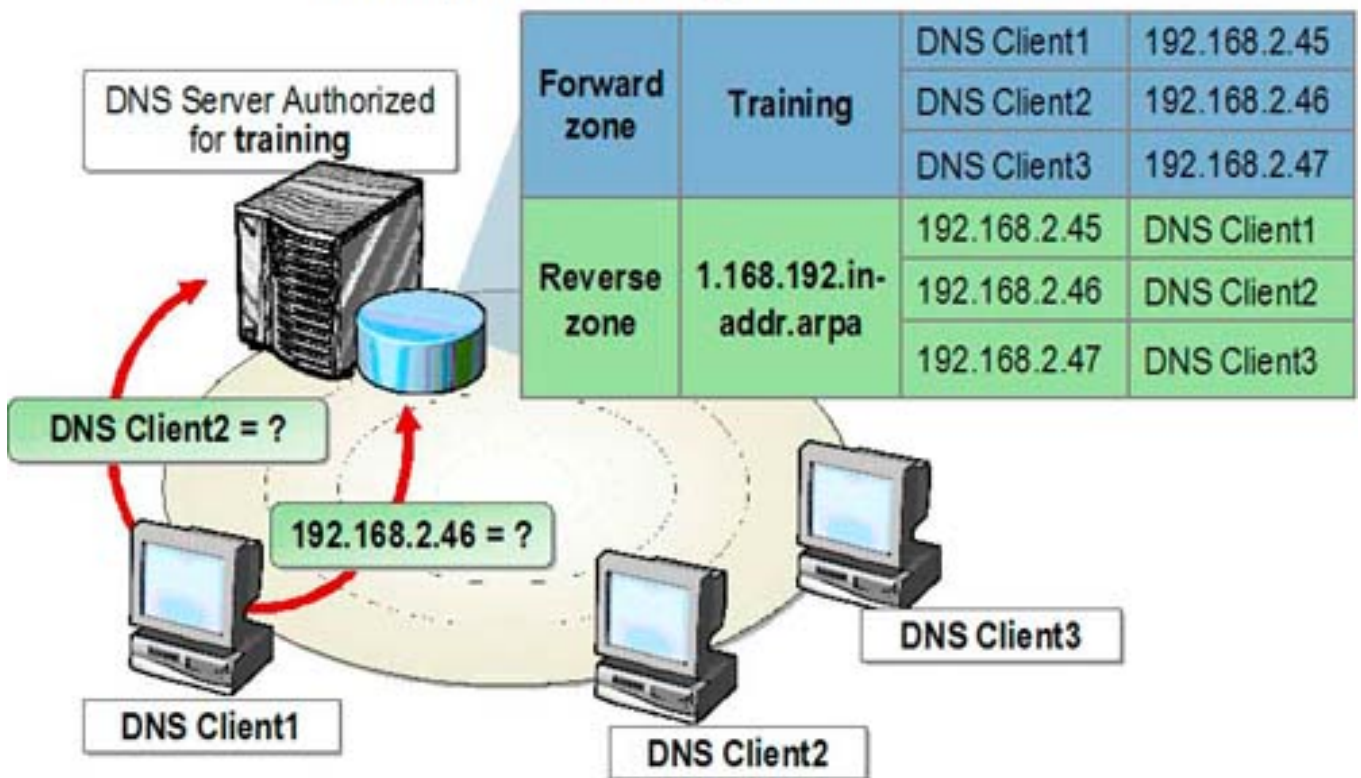 DNS Server Authorized
for training
Forward
zone
Training
DNS Client1
192.168.2.45
DNS Client2
192.168.2.46
DNS Client3
192.168.2.47
Reverse
zone
1.168.192.in-
addr.arpa
192.168.2.45
DNS Client1
192.168.2.46
DNS Client2
192.168.2.47
DNS Client3
DNS Client2 = ?
192.168.2.46 = ?
DNS Client1
DNS Client2
DNS Client3